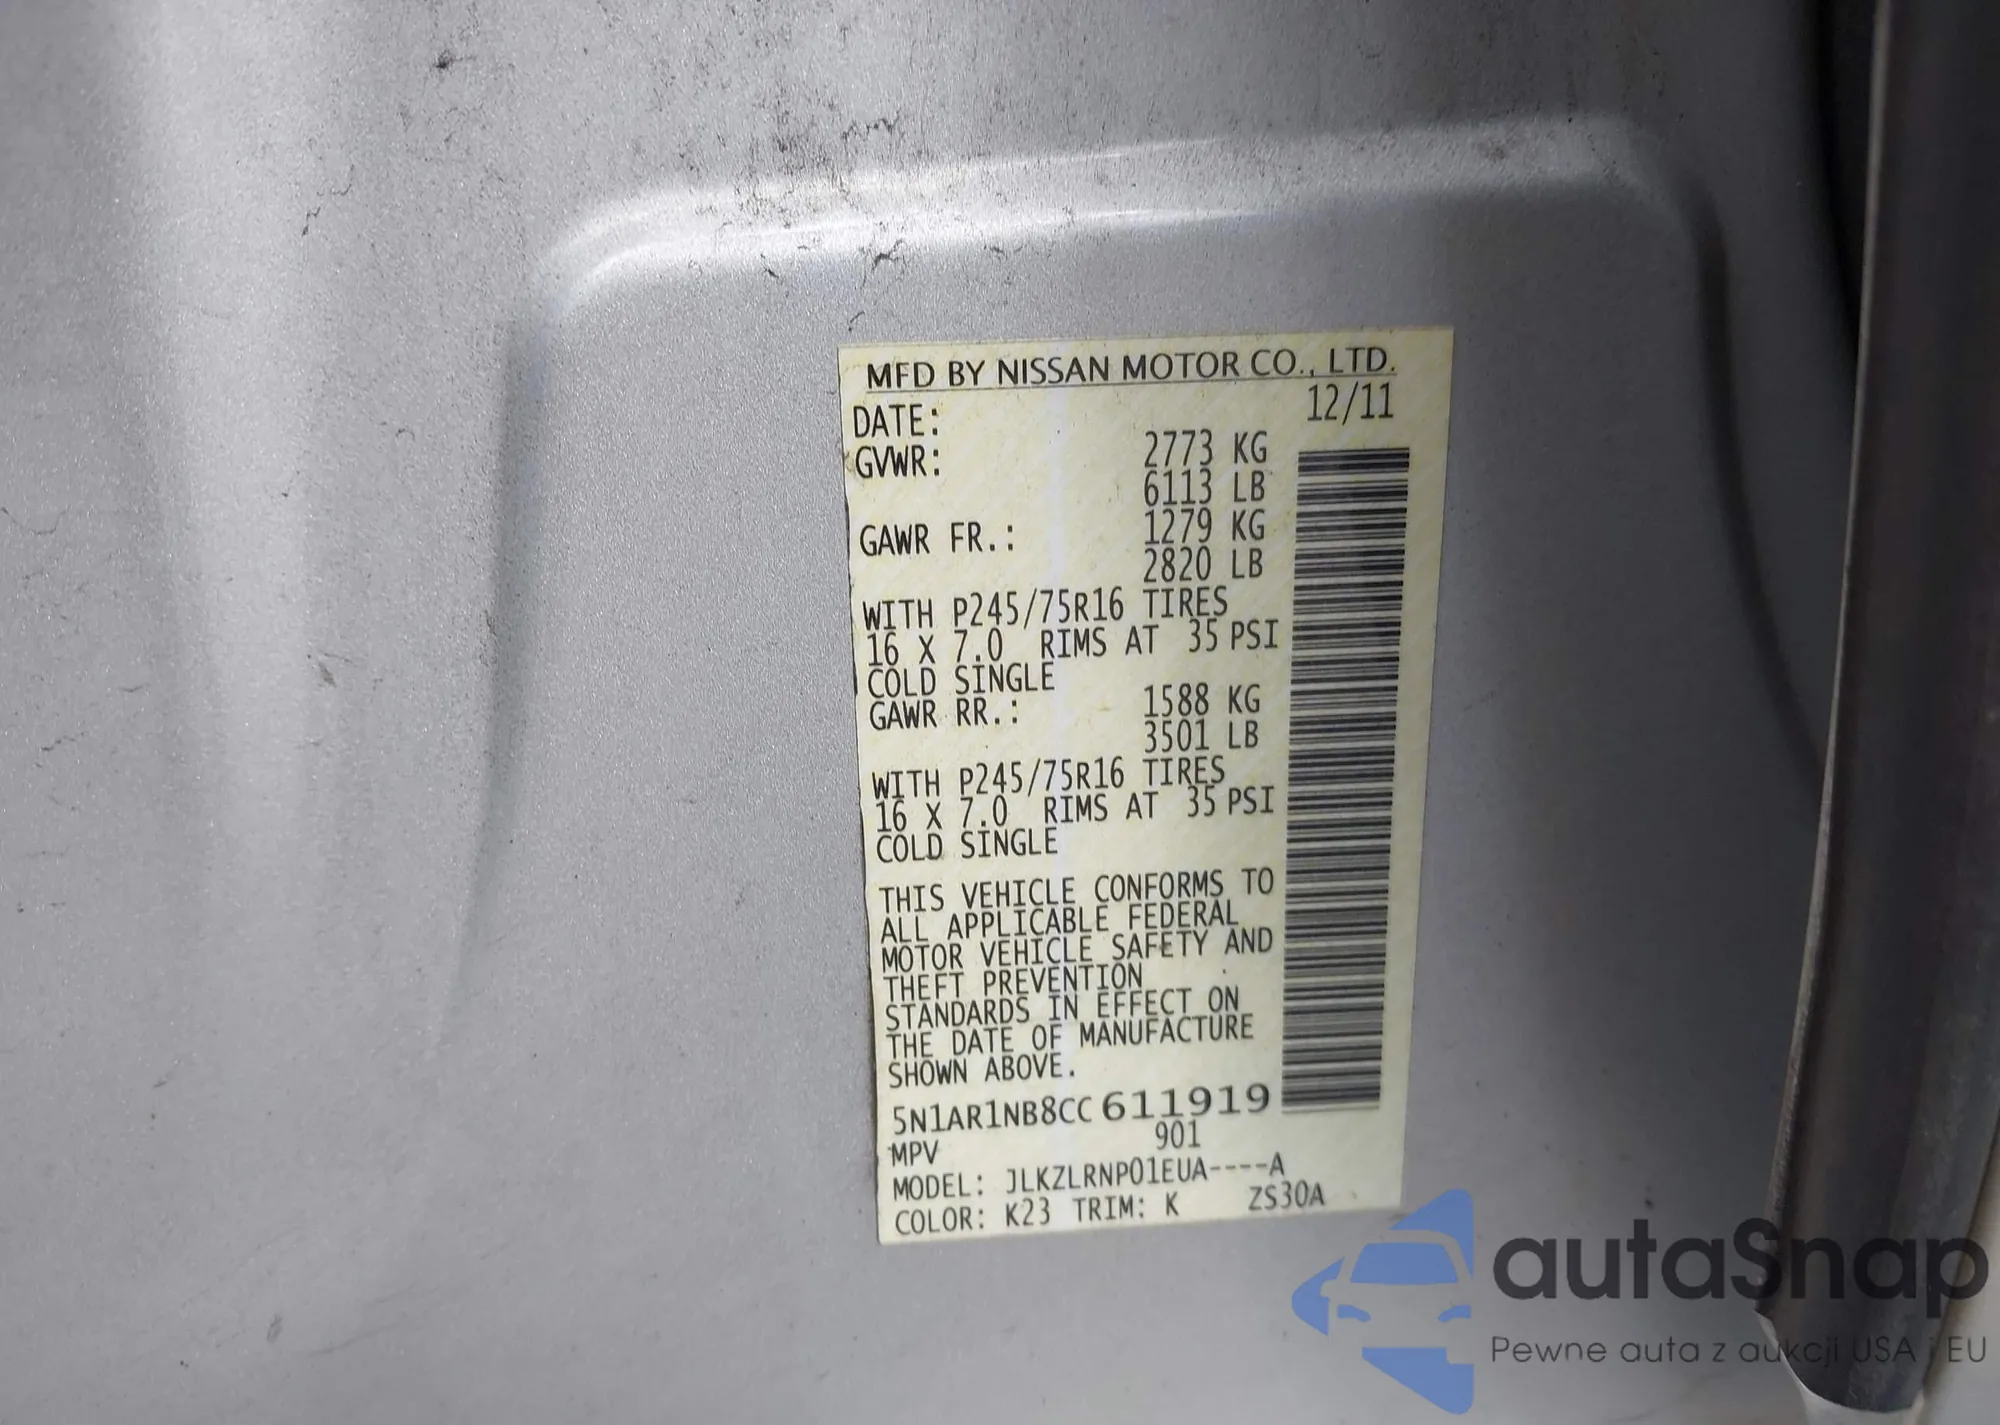 MFD BY NISSAN MOTOR CO., LTD.
DATE: 12/11
GVWR: 2773 KG
6113 LB
GAWR FR.: 1279 KG
2820 LB
WITH P245/75R16 TIRES
16 X 7.0 RIMS AT 35 PSI
COLD SINGLE
GAWR RR.: 1588 KG
3501 LB
WITH P245/75R16 TIRES
16 X 7.0 RIMS AT 35 PSI
COLD SINGLE
THIS VEHICLE CONFORMS TO
ALL APPLICABLE FEDERAL
MOTOR VEHICLE SAFETY AND
THEFT PREVENTION
STANDARDS IN EFFECT ON
THE DATE OF MANUFACTURE
SHOWN ABOVE.
5N1AR1NB8CC611919
MPV 901
MODEL: JLKZLRNP01EUA----A
COLOR: K23 TRIM: K ZS30A
autaSnap
Pewne auta z aukcji USA i EU